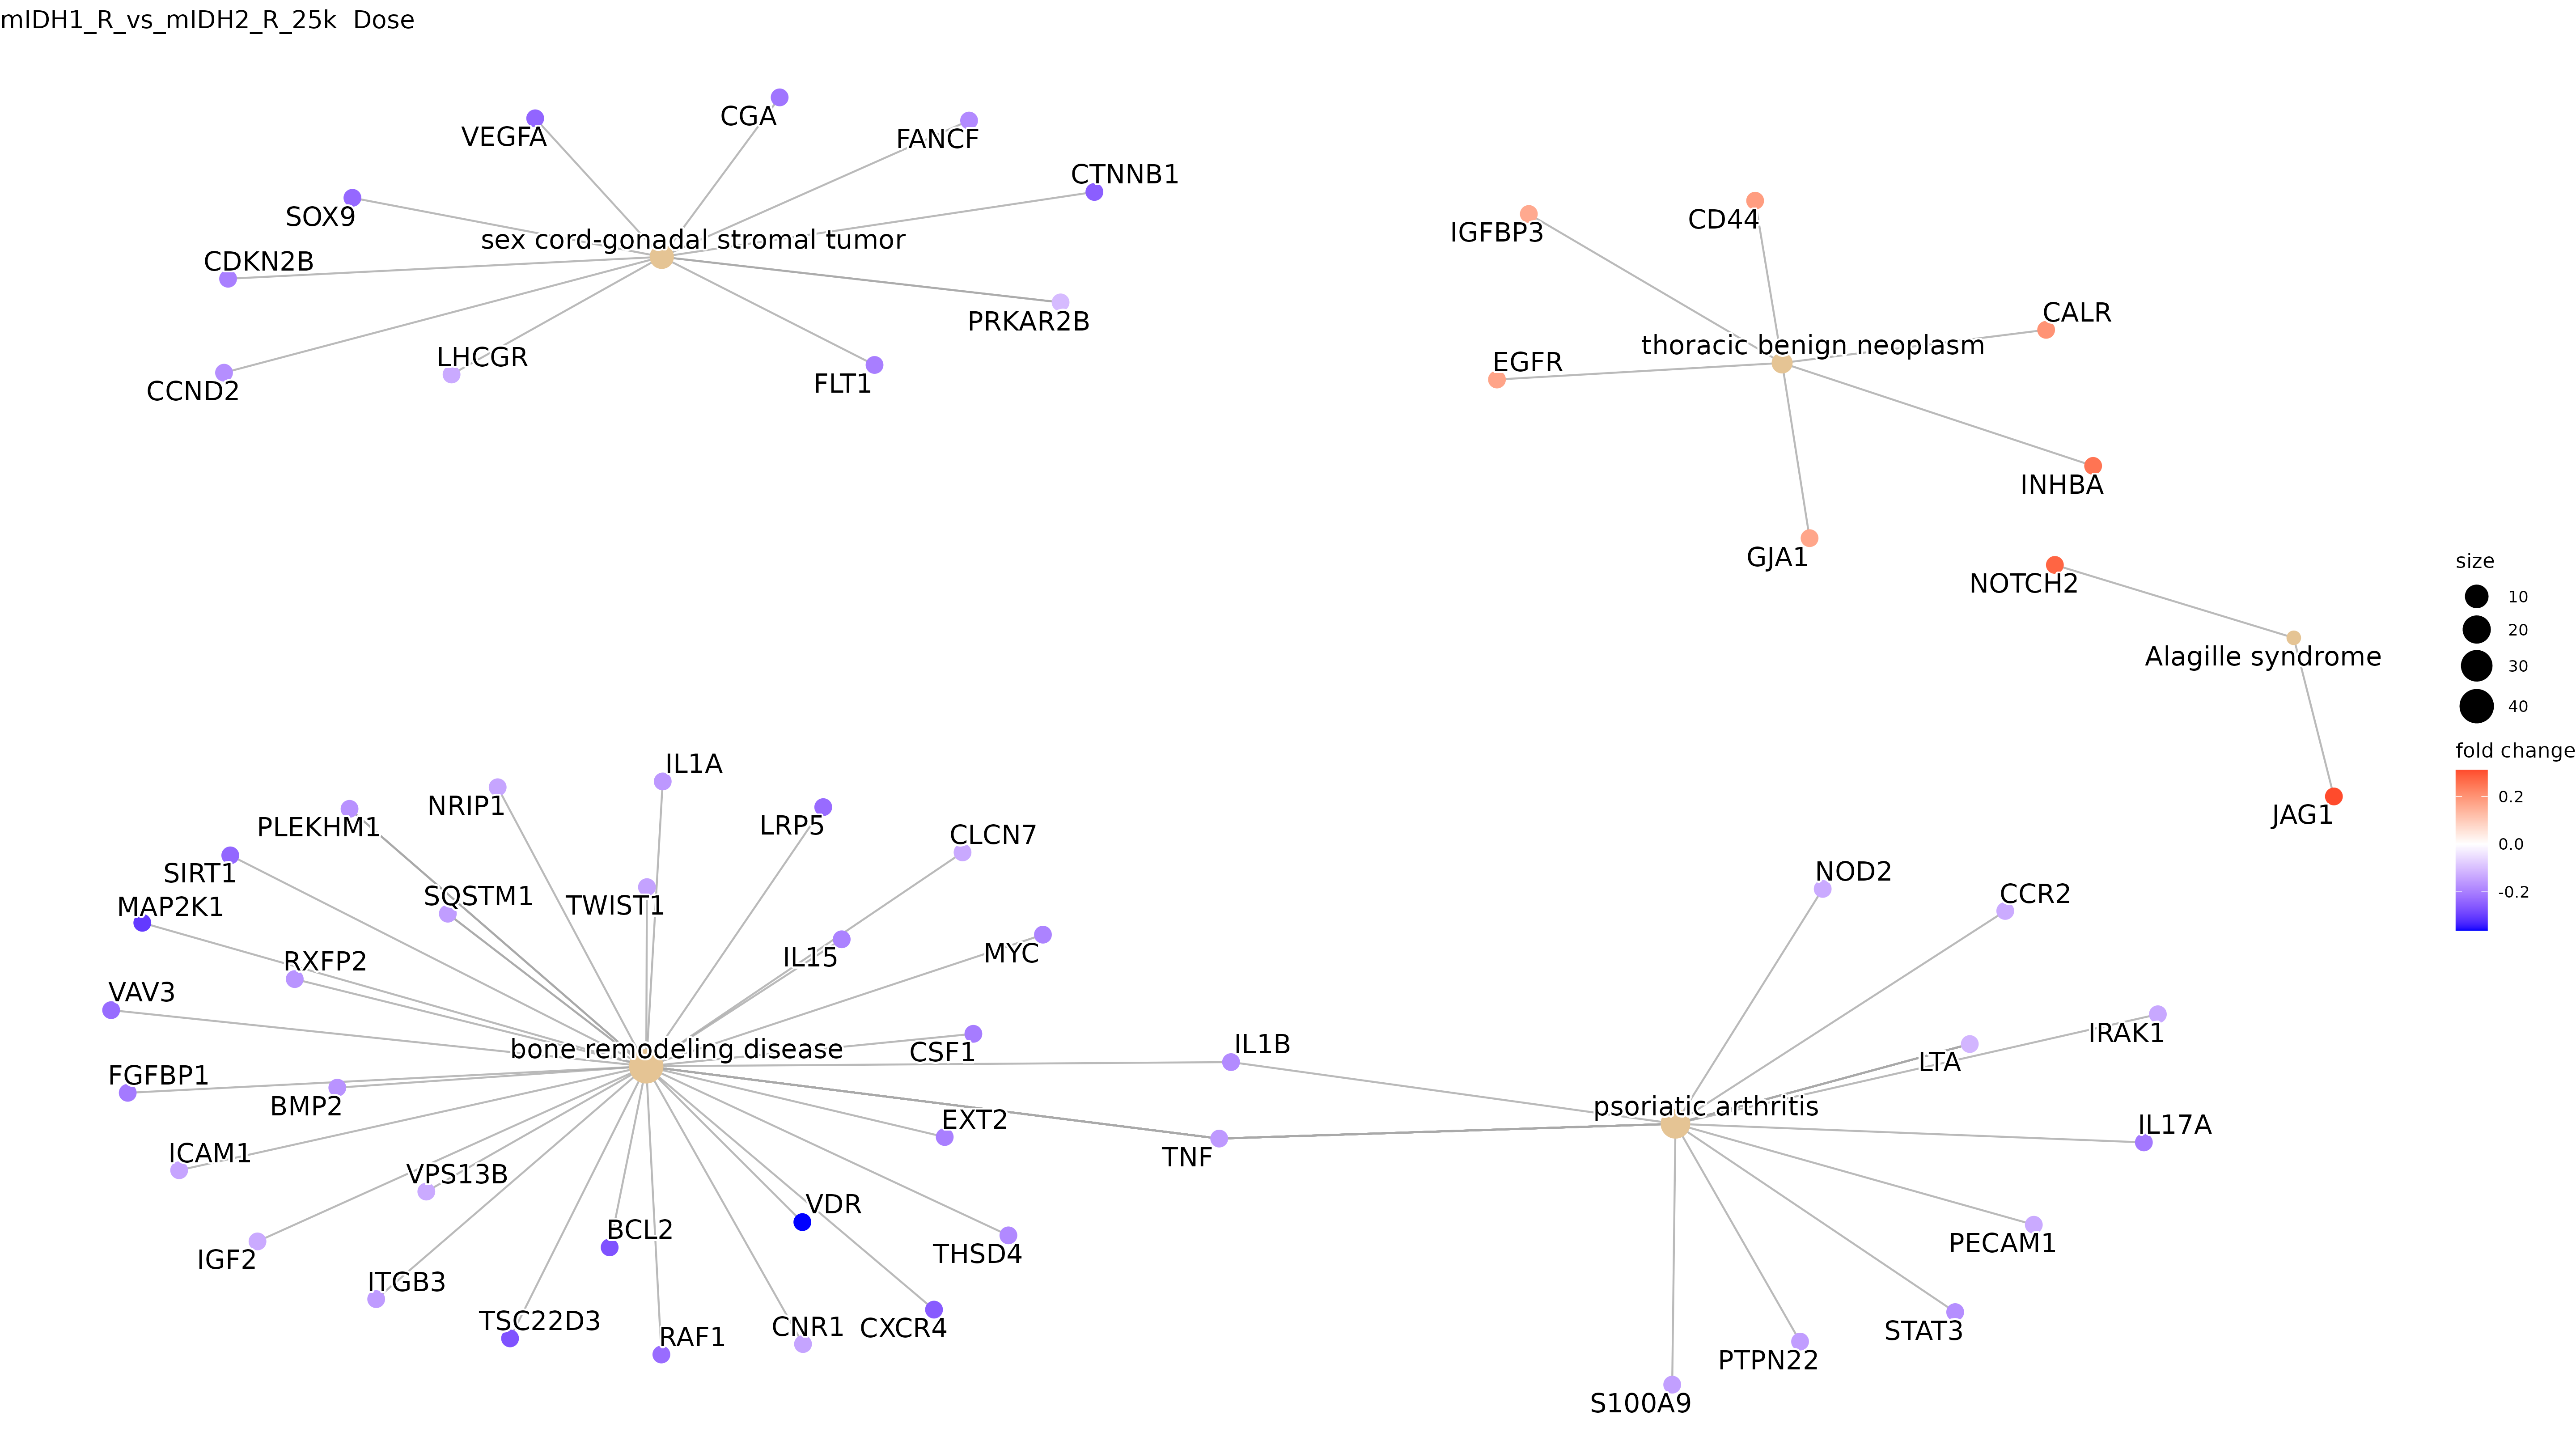 mIDH1_R_vs_mIDH2_R_25k  Dose
CGA
VEGFA
FANCF
CTNNB1
SOX9
sex cord-gonadal stromal tumor
CDKN2B
PRKAR2B
LHCGR
FLT1
CCND2
CD44
IGFBP3
CALR
thoracic benign neoplasm
EGFR
INHBA
GJA1
NOTCH2
Alagille syndrome
JAG1
size
10
20
30
40
fold change
0.2
0.0
-0.2
IL1A
NRIP1
LRP5
PLEKHM1
CLCN7
SIRT1
SQSTM1
TWIST1
MAP2K1
IL15
MYC
RXFP2
VAV3
bone remodeling disease
CSF1
IL1B
FGFBP1
BMP2
EXT2
TNF
ICAM1
VPS13B
VDR
BCL2
THSD4
IGF2
ITGB3
TSC22D3
RAF1
CNR1
CXCR4
NOD2
CCR2
IRAK1
LTA
psoriatic arthritis
IL17A
PECAM1
STAT3
PTPN22
S100A9